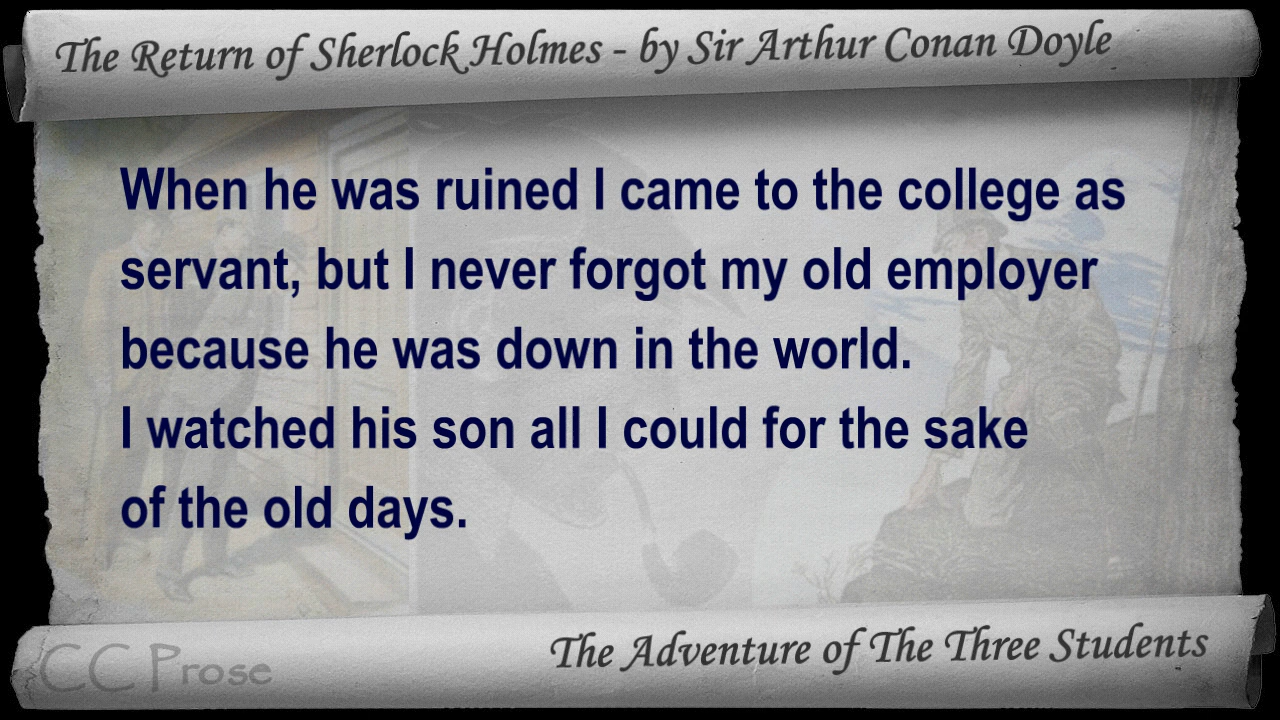 The Return of Sherlock Holmes - by Sir Arthur Conan Doyle
When he was ruined I came to the college as
servant, but I never forgot my old employer
because he was down in the world.
I watched his son all I could for the sake
of the old days.
CC Prose
The Adventure of The Three Students